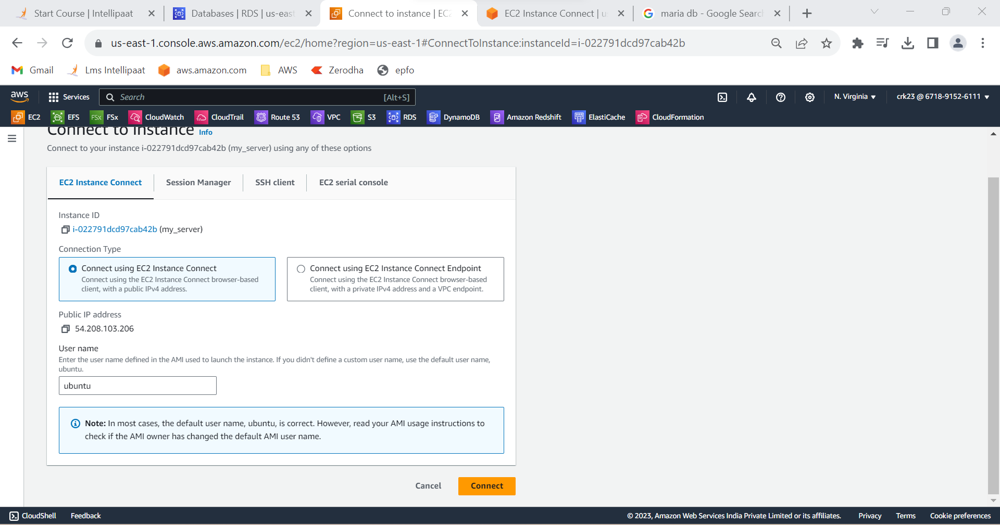 Start Course | Intellipaat
Databases | RDS | us-east
Connect to instance | EC2
EC2 Instance Connect | u
maria db - Google Search
us-east-1.console.aws.amazon.com/ec2/home?region=us-east-1#ConnectToInstance:instanceId=i-022791dcd97cab42b
Gmail Lms Intellipaat aws.amazon.com AWS Zerodha epfo
aws Services Search [Alt+S] N. Virginia crk23 @ 6718-9152-6111
EC2 EFS FSx FSx CloudWatch CloudTrail Route 53 VPC S3 RDS DynamoDB Amazon Redshift ElastiCache CloudFormation
Connect to instance Info
Connect to your instance i-022791dcd97cab42b (my_server) using any of these options
EC2 Instance Connect Session Manager SSH client EC2 serial console
Instance ID
i-022791dcd97cab42b (my_server)
Connection Type
Connect using EC2 Instance Connect
Connect using the EC2 Instance Connect browser-based
client, with a public IPv4 address.
Connect using EC2 Instance Connect Endpoint
Connect using the EC2 Instance Connect browser-based
client, with a private IPv4 address and a VPC endpoint.
Public IP address
54.208.103.206
User name
Enter the user name defined in the AMI used to launch the instance. If you didn't define a custom user name, use the default user name,
ubuntu.
ubuntu
Note: In most cases, the default user name, ubuntu, is correct. However, read your AMI usage instructions to
check if the AMI owner has changed the default AMI user name.
Cancel Connect
CloudShell Feedback © 2023, Amazon Web Services India Private Limited or its affiliates. Privacy Terms Cookie preferences